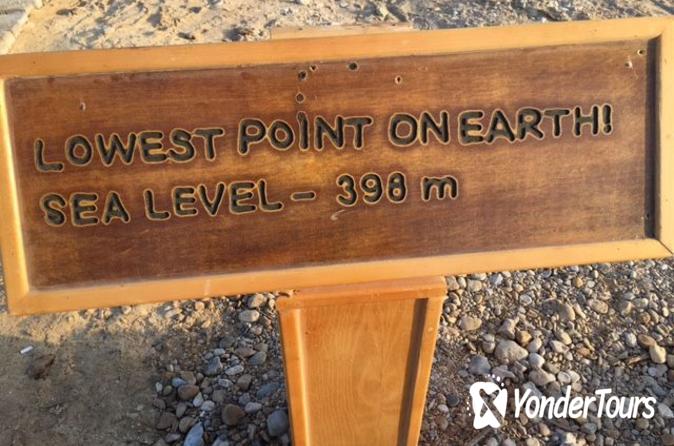 LOWEST POINT ON EARTH!
SEA LEVEL - 398 m
YonderTours